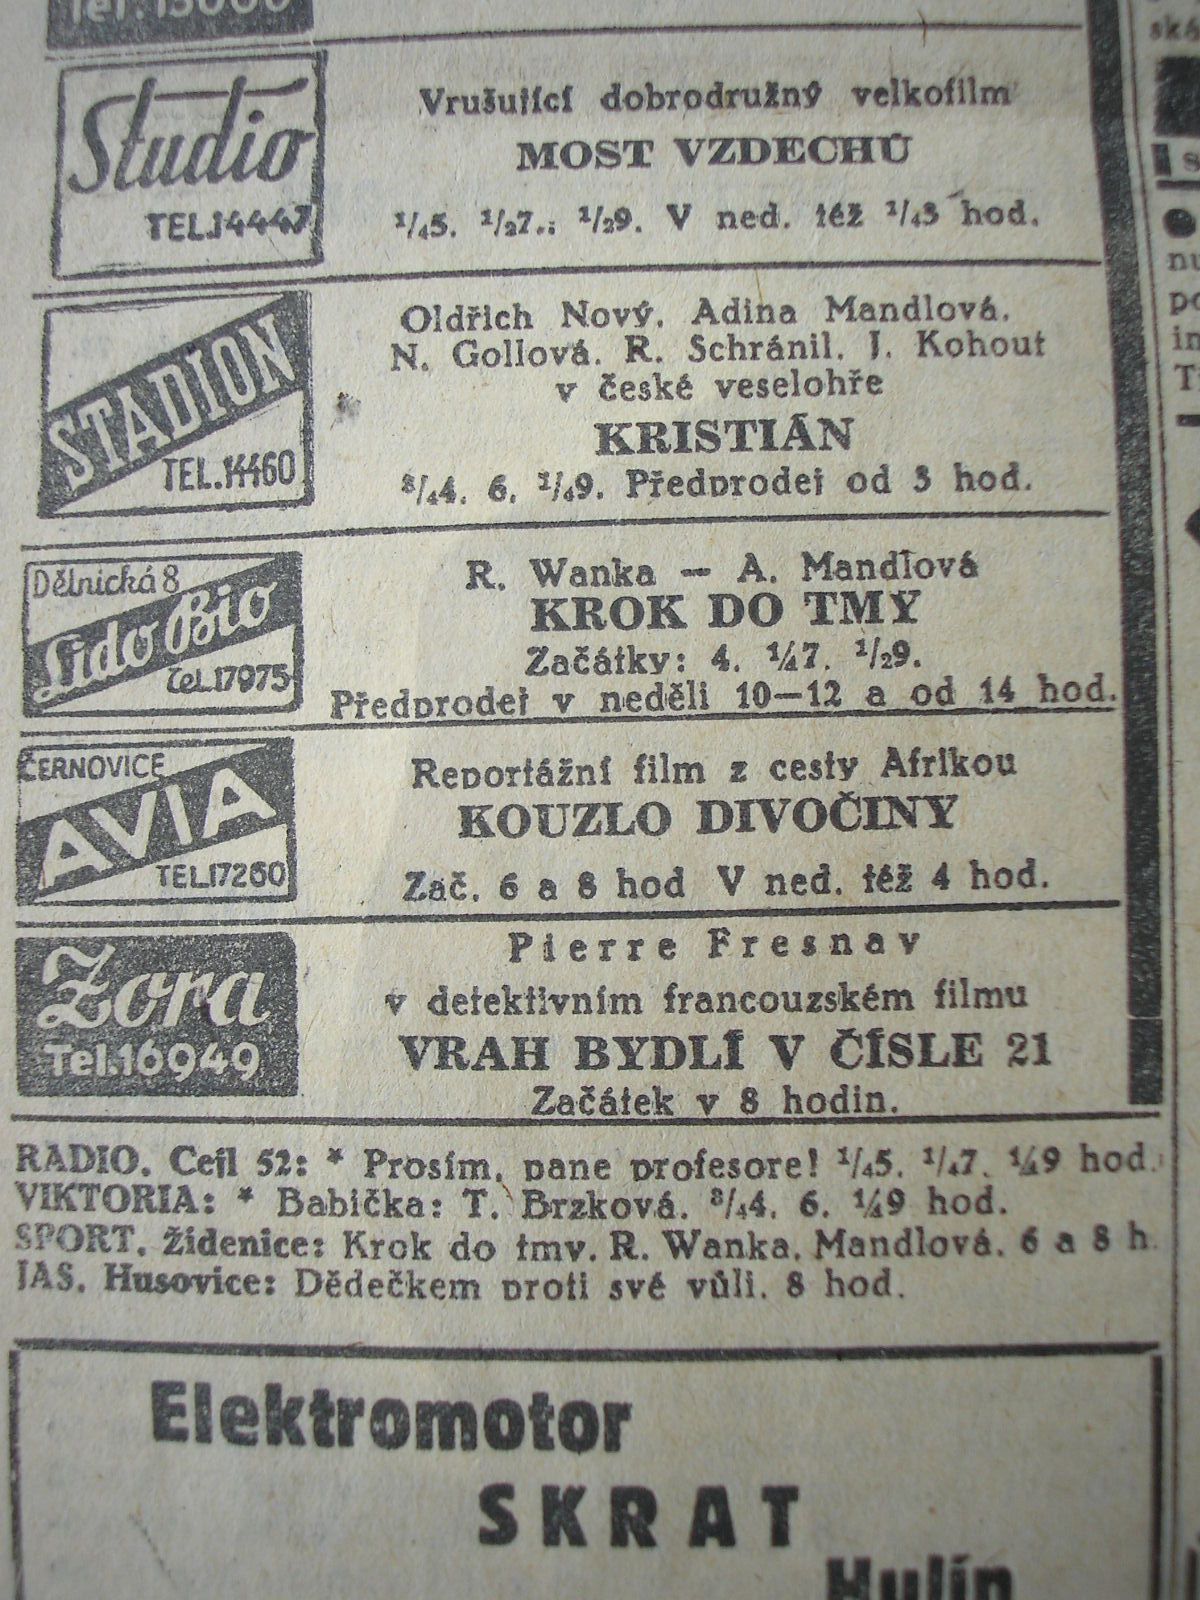 Tel. 15000
Studio
TEL.14447
Vrušující dobrodružný velkofilm
MOST VZDECHŮ
1/45. 1/27.: 1/29. V ned. též 1/43 hod.
STADION
TEL.14460
Oldřich Nový. Adina Mandlová.
N. Gollová. R. Schránil. J. Kohout
v české veselohře
KRISTIÁN
3/44. 6. 1/49. Předprodej od 3 hod.
Dělnická 8
Lido Bio
Tel.17975
R. Wanka — A. Mandlová
KROK DO TMY
Začátky: 4. 1/47. 1/29.
Předprodej v neděli 10—12 a od 14 hod.
ČERNOVICE
AVIA
TEL.17260
Reportážní film z cesty Afrikou
KOUZLO DIVOČINY
Zač. 6 a 8 hod V ned. též 4 hod.
Zora
Tel.16949
Pierre Fresnay
v detektivním francouzském filmu
VRAH BYDLÍ V ČÍSLE 21
Začátek v 8 hodin.
RADIO. Cejl 52: * Prosím, pane profesore! 1/45. 1/47. 1/49 hod.
VIKTORIA: * Babička: T. Brzková. 3/44. 6. 1/49 hod.
SPORT. Židenice: Krok do tmy. R. Wanka. Mandlová. 6 a 8 h.
JAS. Husovice: Dědečkem proti své vůli. 8 hod.
Elektromotor
SKRAT
Hulín